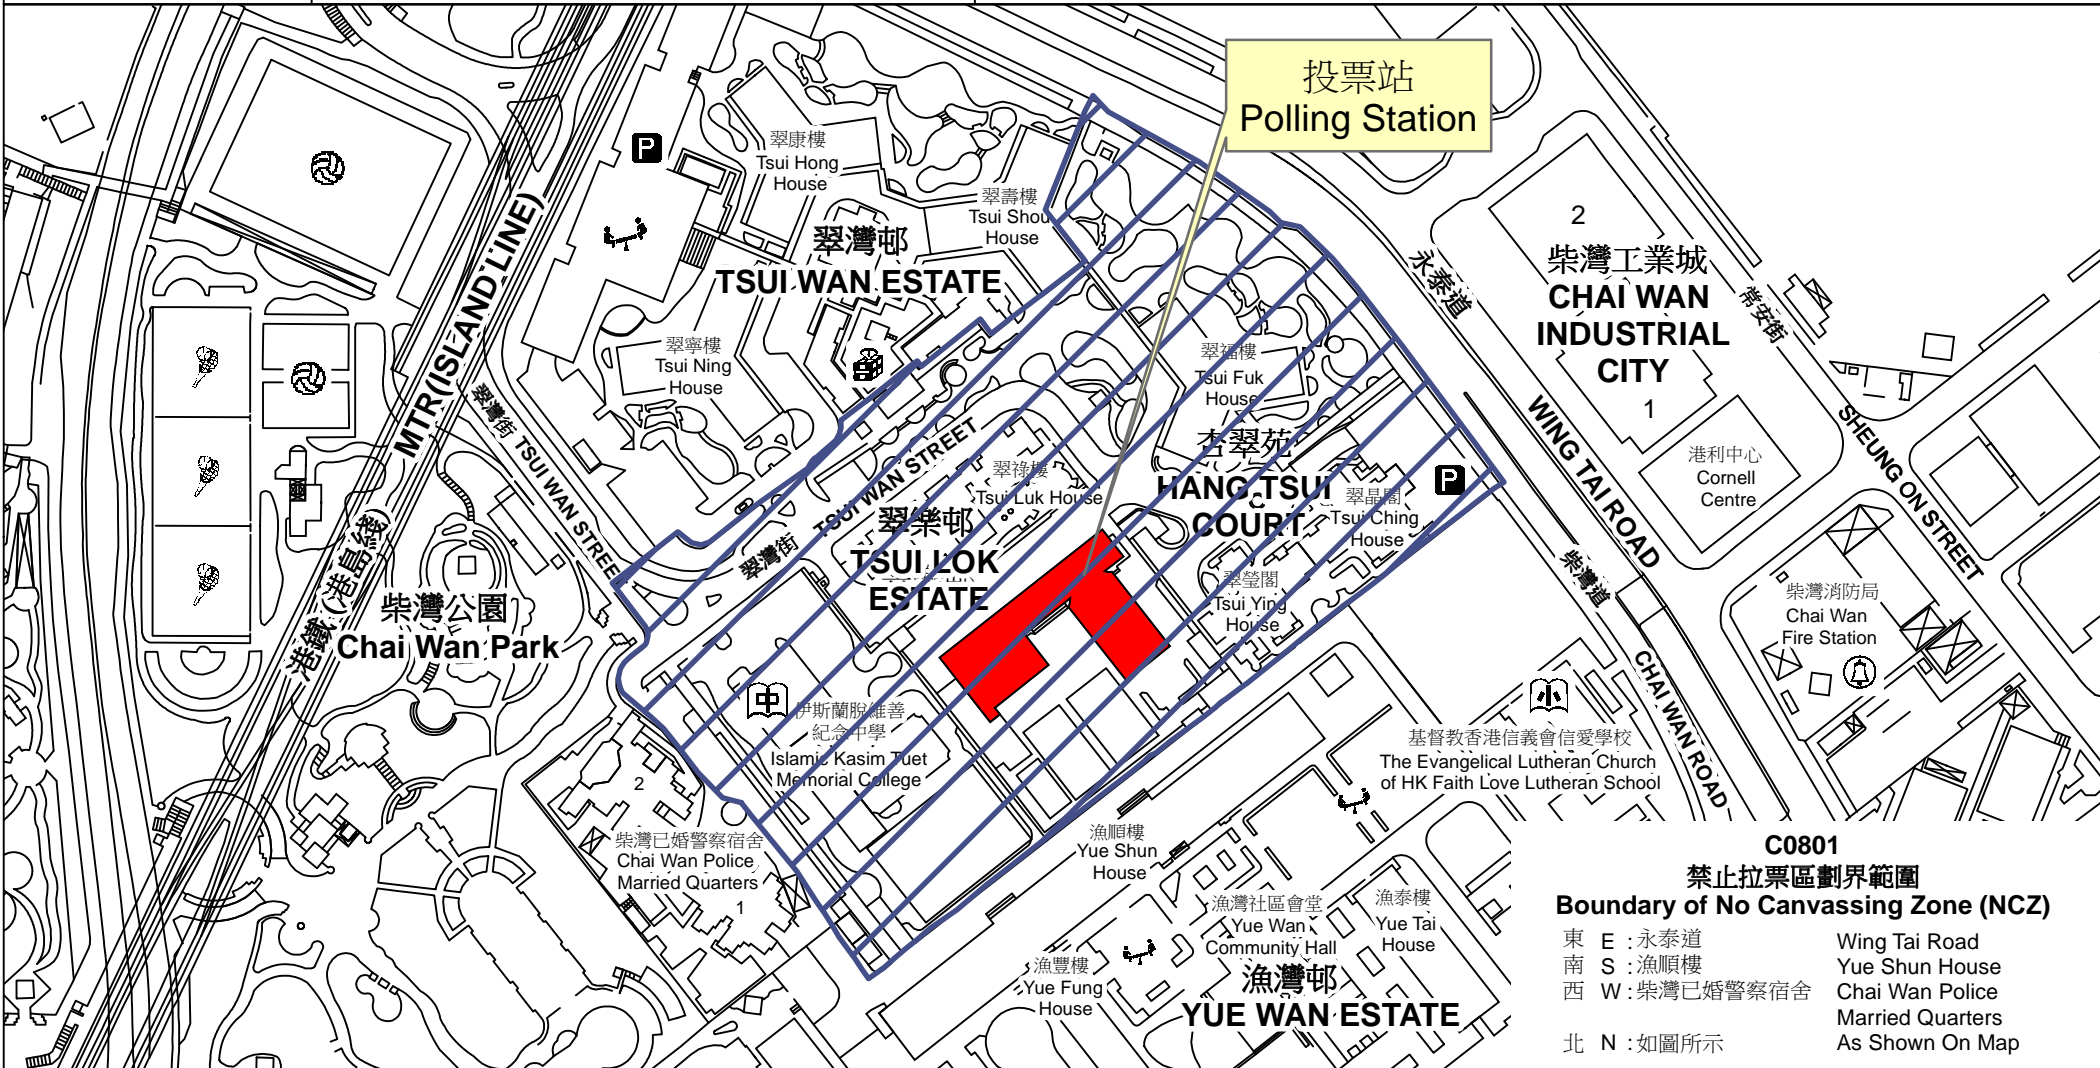 投票站
Polling Station
P
翠康樓
Tsui Hong
House
翠壽樓
Tsui Shou
House
翠灣邨
TSUI WAN ESTATE
翠寧樓
Tsui Ning
House
MTR(ISLAND LINE)
港鐵(港島綫)
翠灣街 TSUI WAN STREET
翠灣街 TSUI WAN STREET
翠福樓
Tsui Fuk
House
杏翠苑
HANG TSUI
COURT
翠祿樓
Tsui Luk House
翠樂邨
TSUI LOK
ESTATE
翠晶閣
Tsui Ching
House
P
翠瑩閣
Tsui Ying
House
柴灣公園
Chai Wan Park
中
伊斯蘭脫維善
紀念中學
Islamic Kasim Tuet
Memorial College
2
柴灣已婚警察宿舍
Chai Wan Police
Married Quarters
1
永泰道
WING TAI ROAD
2
柴灣工業城
CHAI WAN
INDUSTRIAL
CITY
1
常安街
SHEUNG ON STREET
港利中心
Cornell
Centre
柴灣道
CHAI WAN ROAD
柴灣消防局
Chai Wan
Fire Station
小
基督教香港信義會信愛學校
The Evangelical Lutheran Church
of HK Faith Love Lutheran School
漁順樓
Yue Shun
House
漁灣社區會堂
Yue Wan
Community Hall
漁泰樓
Yue Tai
House
漁豐樓
Yue Fung
House
漁灣邨
YUE WAN ESTATE
C0801
禁止拉票區劃界範圍
Boundary of No Canvassing Zone (NCZ)
東 E :永泰道 Wing Tai Road
南 S :漁順樓 Yue Shun House
西 W :柴灣已婚警察宿舍 Chai Wan Police
Married Quarters
北 N :如圖所示 As Shown On Map